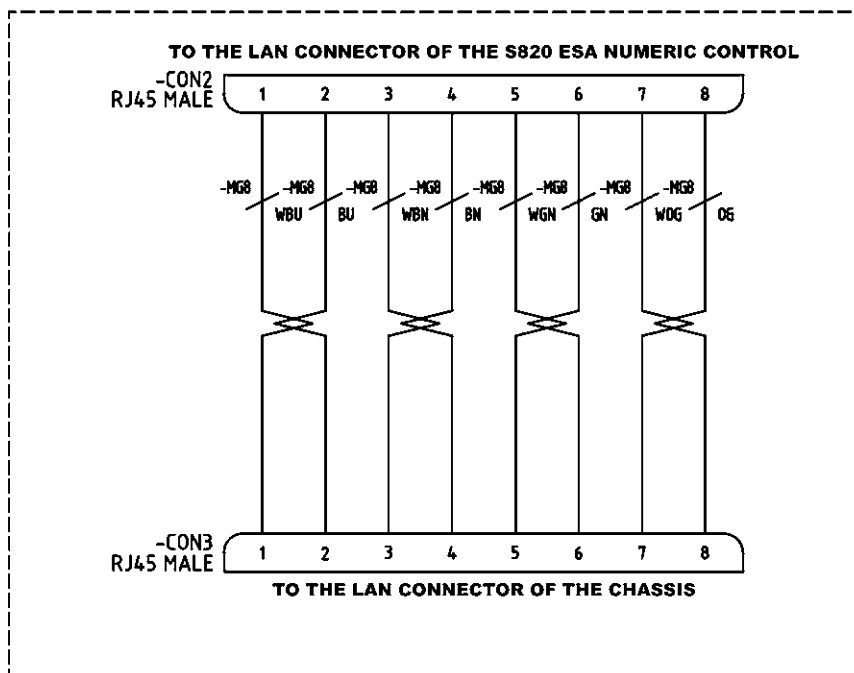 TO THE LAN CONNECTOR OF THE S820 ESA NUMERIC CONTROL
-CON2
RJ45 MALE
1 2 3 4 5 6 7 8
-MG8 -MG8 -MG8 -MG8 -MG8 -MG8 -MG8 -MG8
WBU BU WBN BN WGN GN WOG OG
-CON3
RJ45 MALE
1 2 3 4 5 6 7 8
TO THE LAN CONNECTOR OF THE CHASSIS